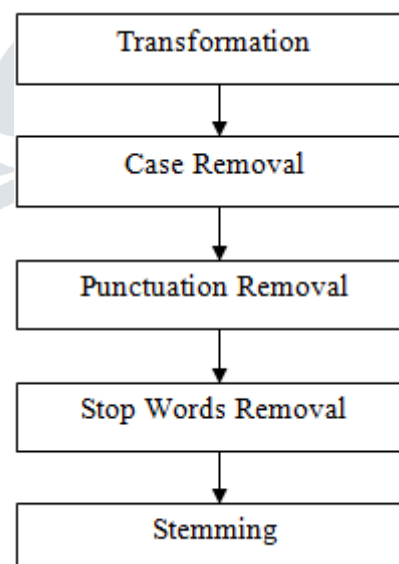 Transformation
Case Removal
Punctuation Removal
Stop Words Removal
Stemming